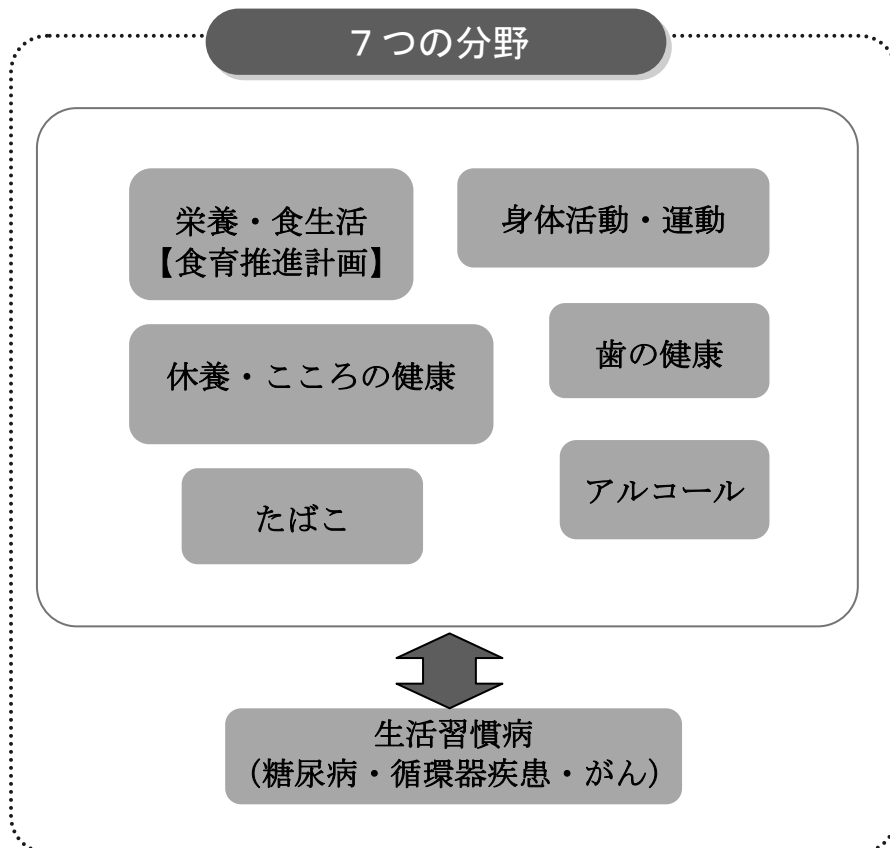 ７つの分野
栄養・食生活
【食育推進計画】
身体活動・運動
休養・こころの健康
歯の健康
たばこ
アルコール
生活習慣病
（糖尿病・循環器疾患・がん）